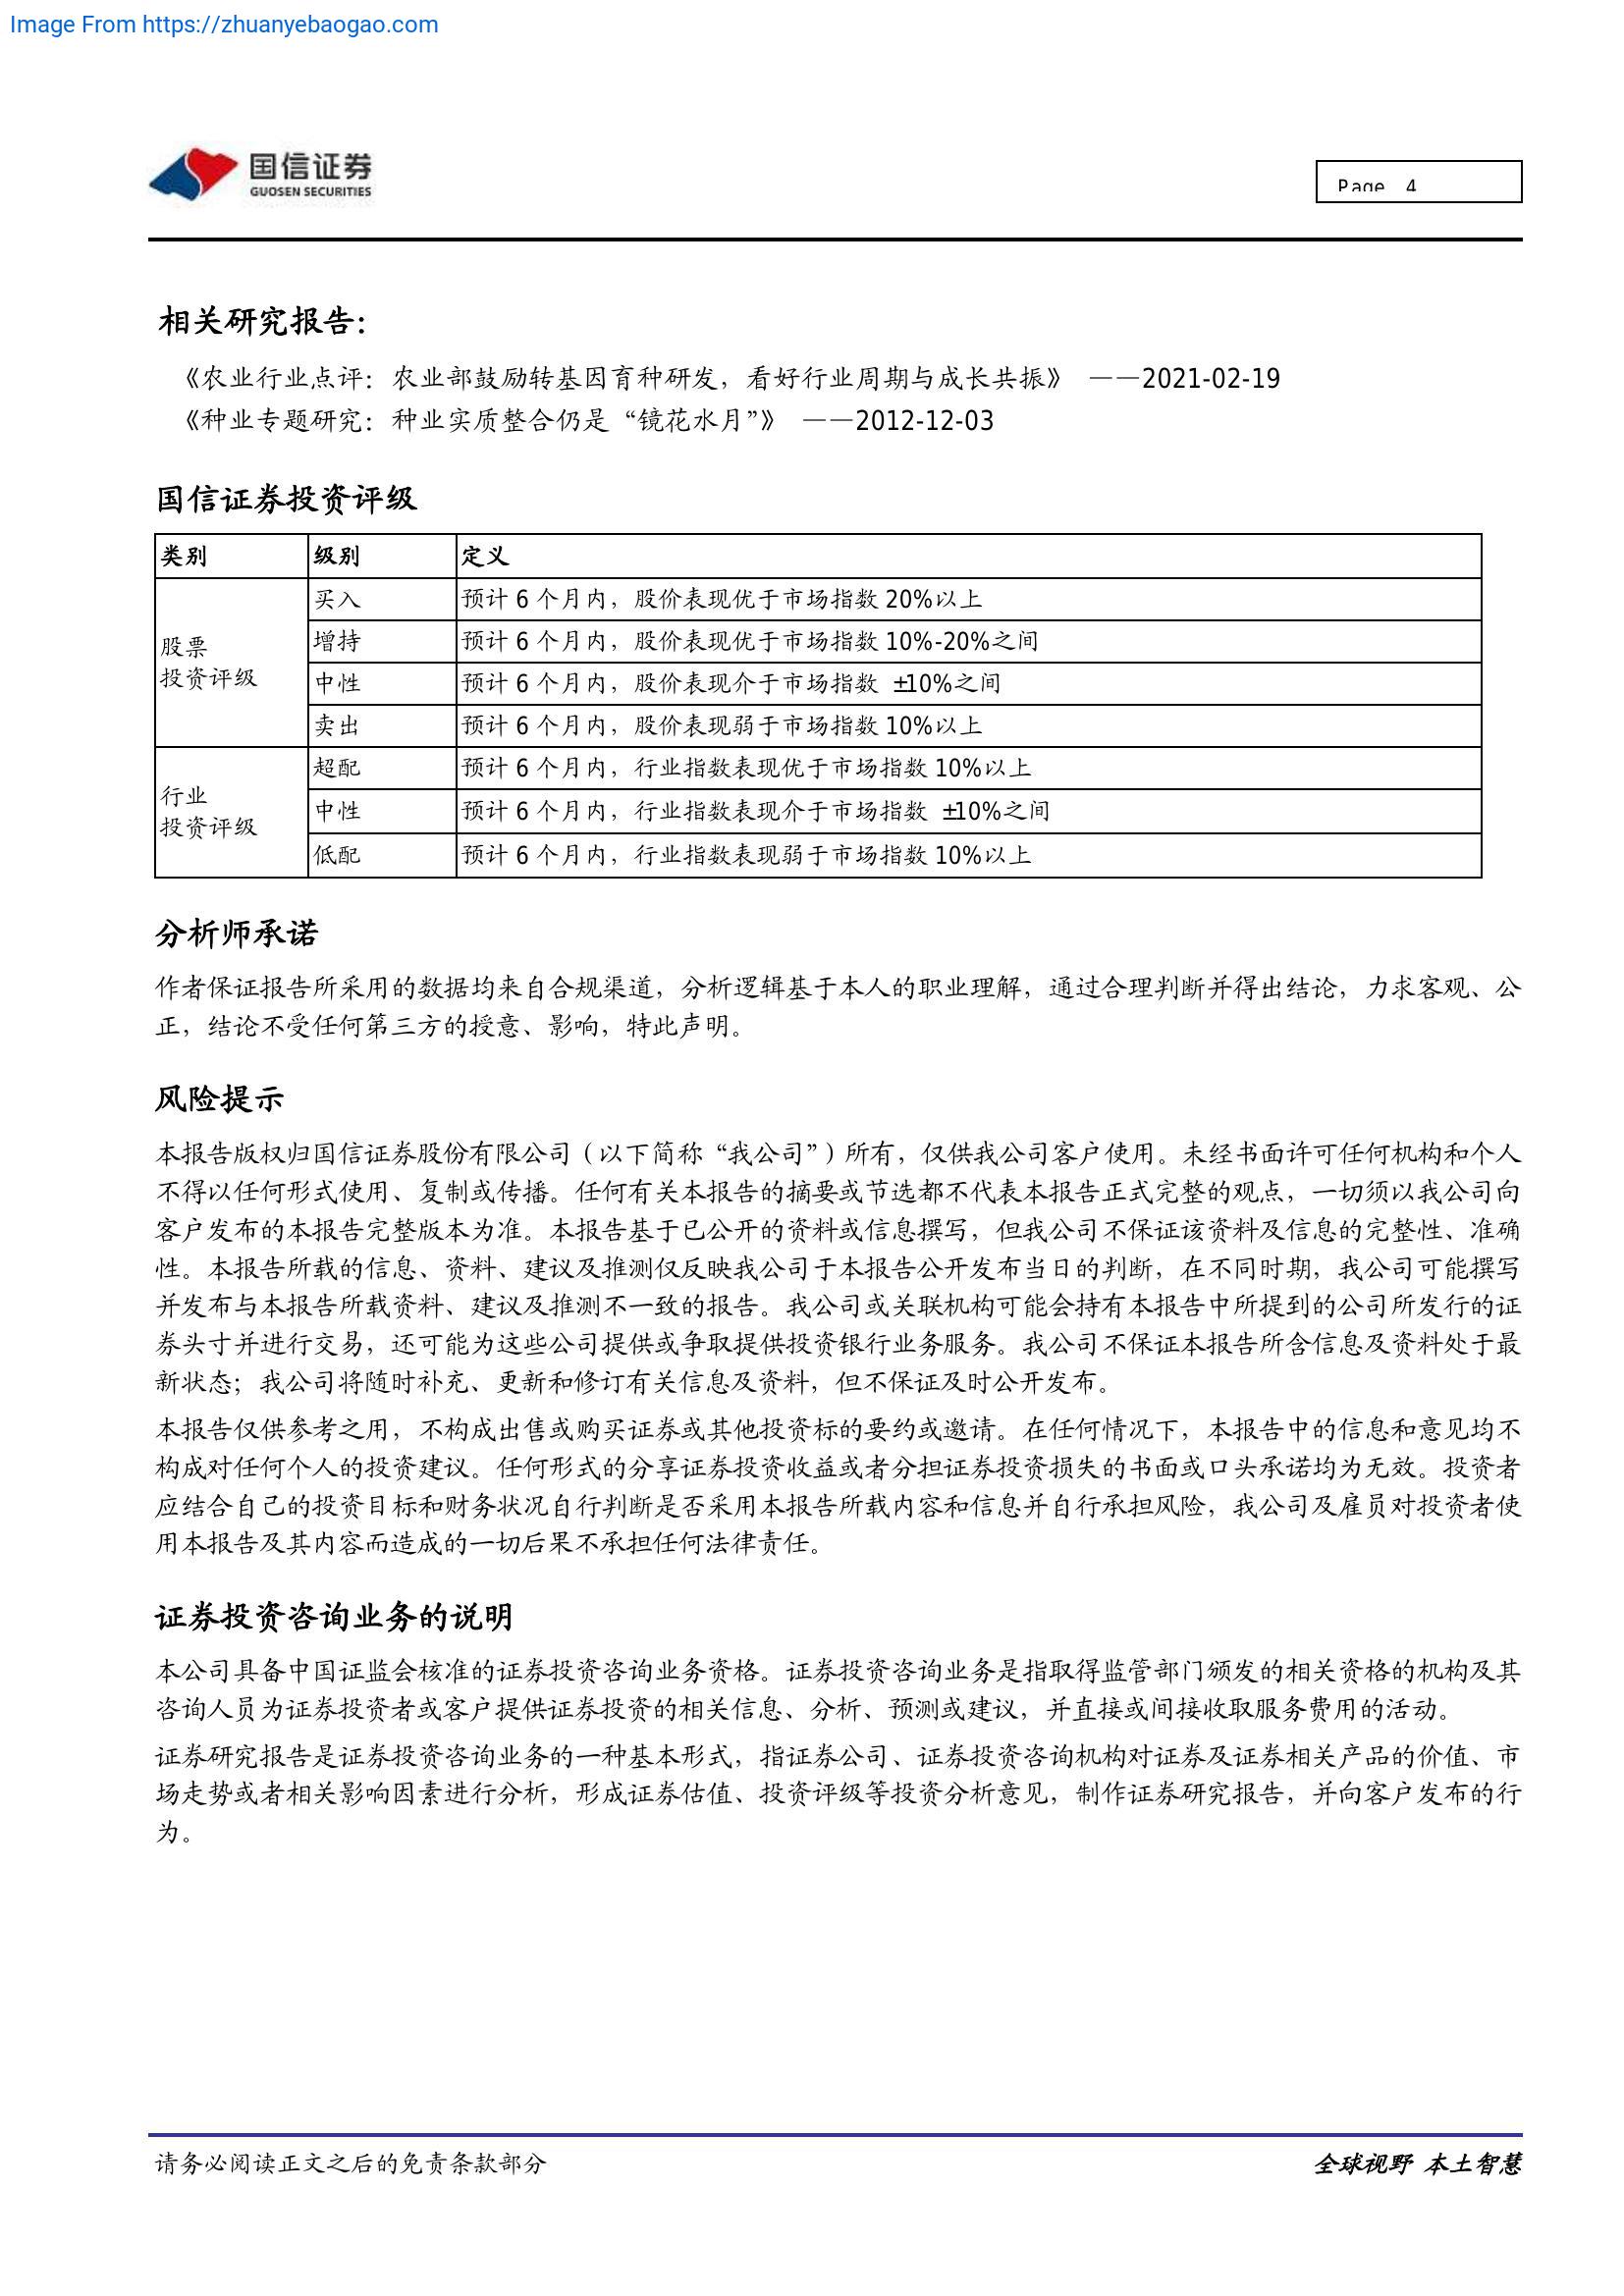 Image From https://zhuanyebaogao.com
国信证券
GUOSEN SECURITIES
Page 4
相关研究报告：
《农业行业点评：农业部鼓励转基因育种研发，看好行业周期与成长共振》 ——2021-02-19
《种业专题研究：种业实质整合仍是“镜花水月”》 ——2012-12-03
国信证券投资评级
类别 级别 定义
股票
投资评级
买入 预计 6 个月内，股价表现优于市场指数 20%以上
增持 预计 6 个月内，股价表现优于市场指数 10%-20%之间
中性 预计 6 个月内，股价表现介于市场指数 ±10%之间
卖出 预计 6 个月内，股价表现弱于市场指数 10%以上
行业
投资评级
超配 预计 6 个月内，行业指数表现优于市场指数 10%以上
中性 预计 6 个月内，行业指数表现介于市场指数 ±10%之间
低配 预计 6 个月内，行业指数表现弱于市场指数 10%以上
分析师承诺
作者保证报告所采用的数据均来自合规渠道，分析逻辑基于本人的职业理解，通过合理判断并得出结论，力求客观、公
正，结论不受任何第三方的授意、影响，特此声明。
风险提示
本报告版权归国信证券股份有限公司（以下简称“我公司”）所有，仅供我公司客户使用。未经书面许可任何机构和个人
不得以任何形式使用、复制或传播。任何有关本报告的摘要或节选都不代表本报告正式完整的观点，一切须以我公司向
客户发布的本报告完整版本为准。本报告基于已公开的资料或信息撰写，但我公司不保证该资料及信息的完整性、准确
性。本报告所载的信息、资料、建议及推测仅反映我公司于本报告公开发布当日的判断，在不同时期，我公司可能撰写
并发布与本报告所载资料、建议及推测不一致的报告。我公司或关联机构可能会持有本报告中所提到的公司所发行的证
券头寸并进行交易，还可能为这些公司提供或争取提供投资银行业务服务。我公司不保证本报告所含信息及资料处于最
新状态；我公司将随时补充、更新和修订有关信息及资料，但不保证及时公开发布。
本报告仅供参考之用，不构成出售或购买证券或其他投资标的要约或邀请。在任何情况下，本报告中的信息和意见均不
构成对任何个人的投资建议。任何形式的分享证券投资收益或者分担证券投资损失的书面或口头承诺均为无效。投资者
应结合自己的投资目标和财务状况自行判断是否采用本报告所载内容和信息并自行承担风险，我公司及雇员对投资者使
用本报告及其内容而造成的一切后果不承担任何法律责任。
证券投资咨询业务的说明
本公司具备中国证监会核准的证券投资咨询业务资格。证券投资咨询业务是指取得监管部门颁发的相关资格的机构及其
咨询人员为证券投资者或客户提供证券投资的相关信息、分析、预测或建议，并直接或间接收取服务费用的活动。
证券研究报告是证券投资咨询业务的一种基本形式，指证券公司、证券投资咨询机构对证券及证券相关产品的价值、市
场走势或者相关影响因素进行分析，形成证券估值、投资评级等投资分析意见，制作证券研究报告，并向客户发布的行
为。
请务必阅读正文之后的免责条款部分
全球视野 本土智慧